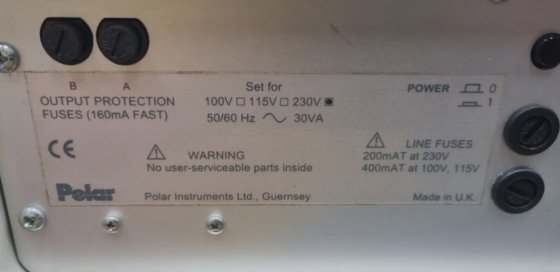 B A
OUTPUT PROTECTION
FUSES (160mA FAST)
Set for
100V 115V 230V
50/60 Hz 30VA
POWER 0
1
CE
WARNING
No user-serviceable parts inside
LINE FUSES
200mAT at 230V
400mAT at 100V, 115V
Polar
Polar Instruments Ltd., Guernsey
Made in U.K.